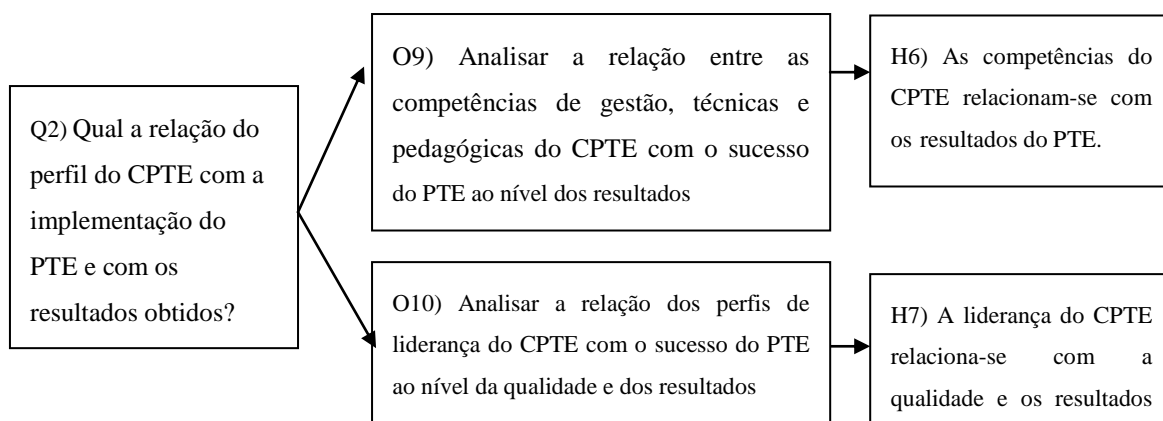 Q2) Qual a relação do
perfil do CPTE com a
implementação do
PTE e com os
resultados obtidos?
O9) Analisar a relação entre as
competências de gestão, técnicas e
pedagógicas do CPTE com o sucesso
do PTE ao nível dos resultados
H6) As competências do
CPTE relacionam-se com
os resultados do PTE.
O10) Analisar a relação dos perfis de
liderança do CPTE com o sucesso do PTE
ao nível da qualidade e dos resultados
H7) A liderança do CPTE
relaciona-se com a
qualidade e os resultados